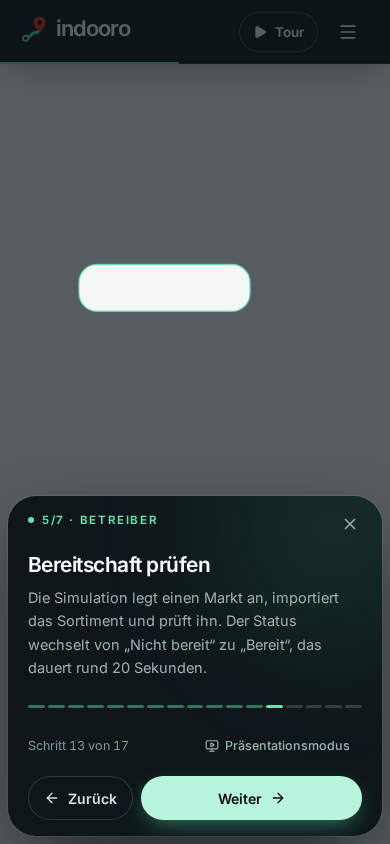 indooro
Tour
5/7 · BETREIBER
Bereitschaft prüfen
Die Simulation legt einen Markt an, importiert
das Sortiment und prüft ihn. Der Status
wechselt von „Nicht bereit“ zu „Bereit“, das
dauert rund 20 Sekunden.
Schritt 13 von 17
Präsentationsmodus
Zurück
Weiter